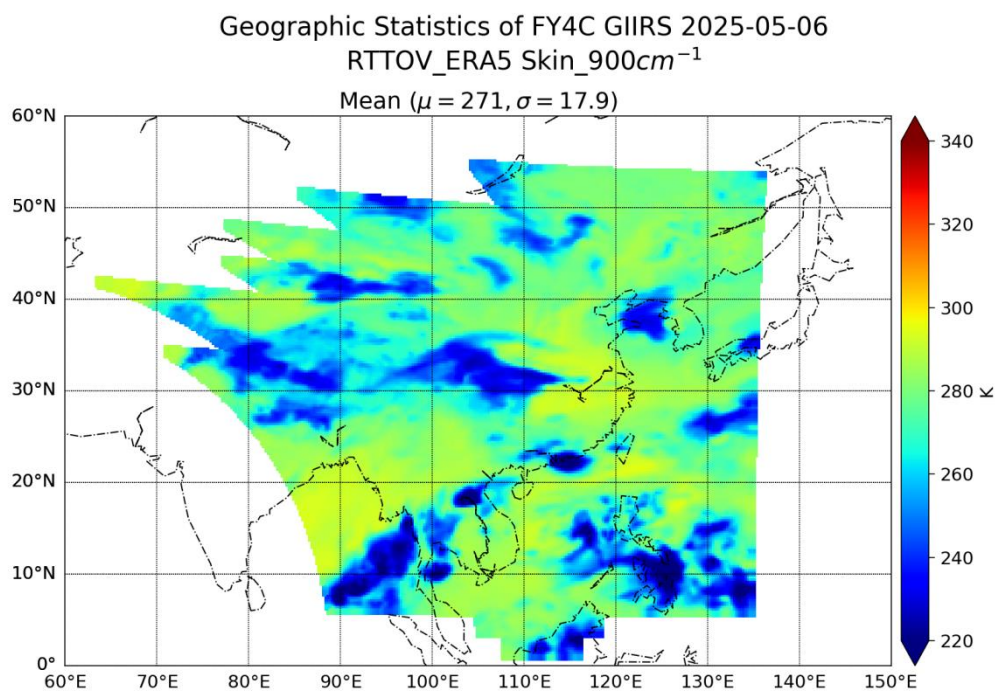 Geographic Statistics of FY4C GIIRS 2025-05-06
RTTOV_ERA5 Skin_900cm⁻¹
Mean (μ = 271, σ = 17.9)
60°N
50°N
40°N
30°N
20°N
10°N
0°
60°E 70°E 80°E 90°E 100°E 110°E 120°E 130°E 140°E 150°E
340
320
300
280
260
240
220
K